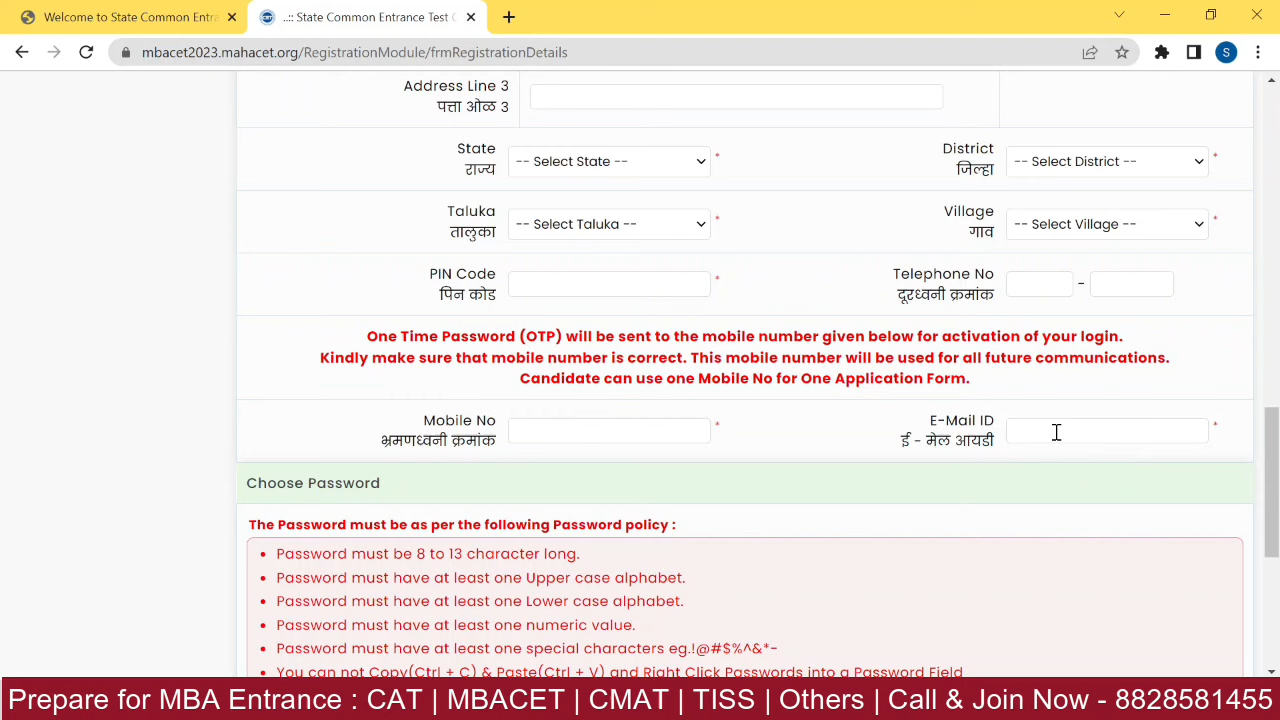 Welcome to State Common Entra
..:: State Common Entrance Test C
mbacet2023.mahacet.org/RegistrationModule/frmRegistrationDetails
S
Address Line 3
पत्ता ओळ 3
State
राज्य
-- Select State --
*
District
जिल्हा
-- Select District --
*
Taluka
तालुका
-- Select Taluka --
*
Village
गाव
-- Select Village --
*
PIN Code
पिन कोड
*
Telephone No
दूरध्वनी क्रमांक
-
One Time Password (OTP) will be sent to the mobile number given below for activation of your login.
Kindly make sure that mobile number is correct. This mobile number will be used for all future communications.
Candidate can use one Mobile No for One Application Form.
Mobile No
भ्रमणध्वनी क्रमांक
*
E-Mail ID
ई - मेल आयडी
*
Choose Password
The Password must be as per the following Password policy :
• Password must be 8 to 13 character long.
• Password must have at least one Upper case alphabet.
• Password must have at least one Lower case alphabet.
• Password must have at least one numeric value.
• Password must have at least one special characters eg.!@#$%^&*-
• You can not Copy(Ctrl + C) & Paste(Ctrl + V) and Right Click Passwords into a Password Field
Prepare for MBA Entrance : CAT | MBACET | CMAT | TISS | Others | Call & Join Now - 8828581455